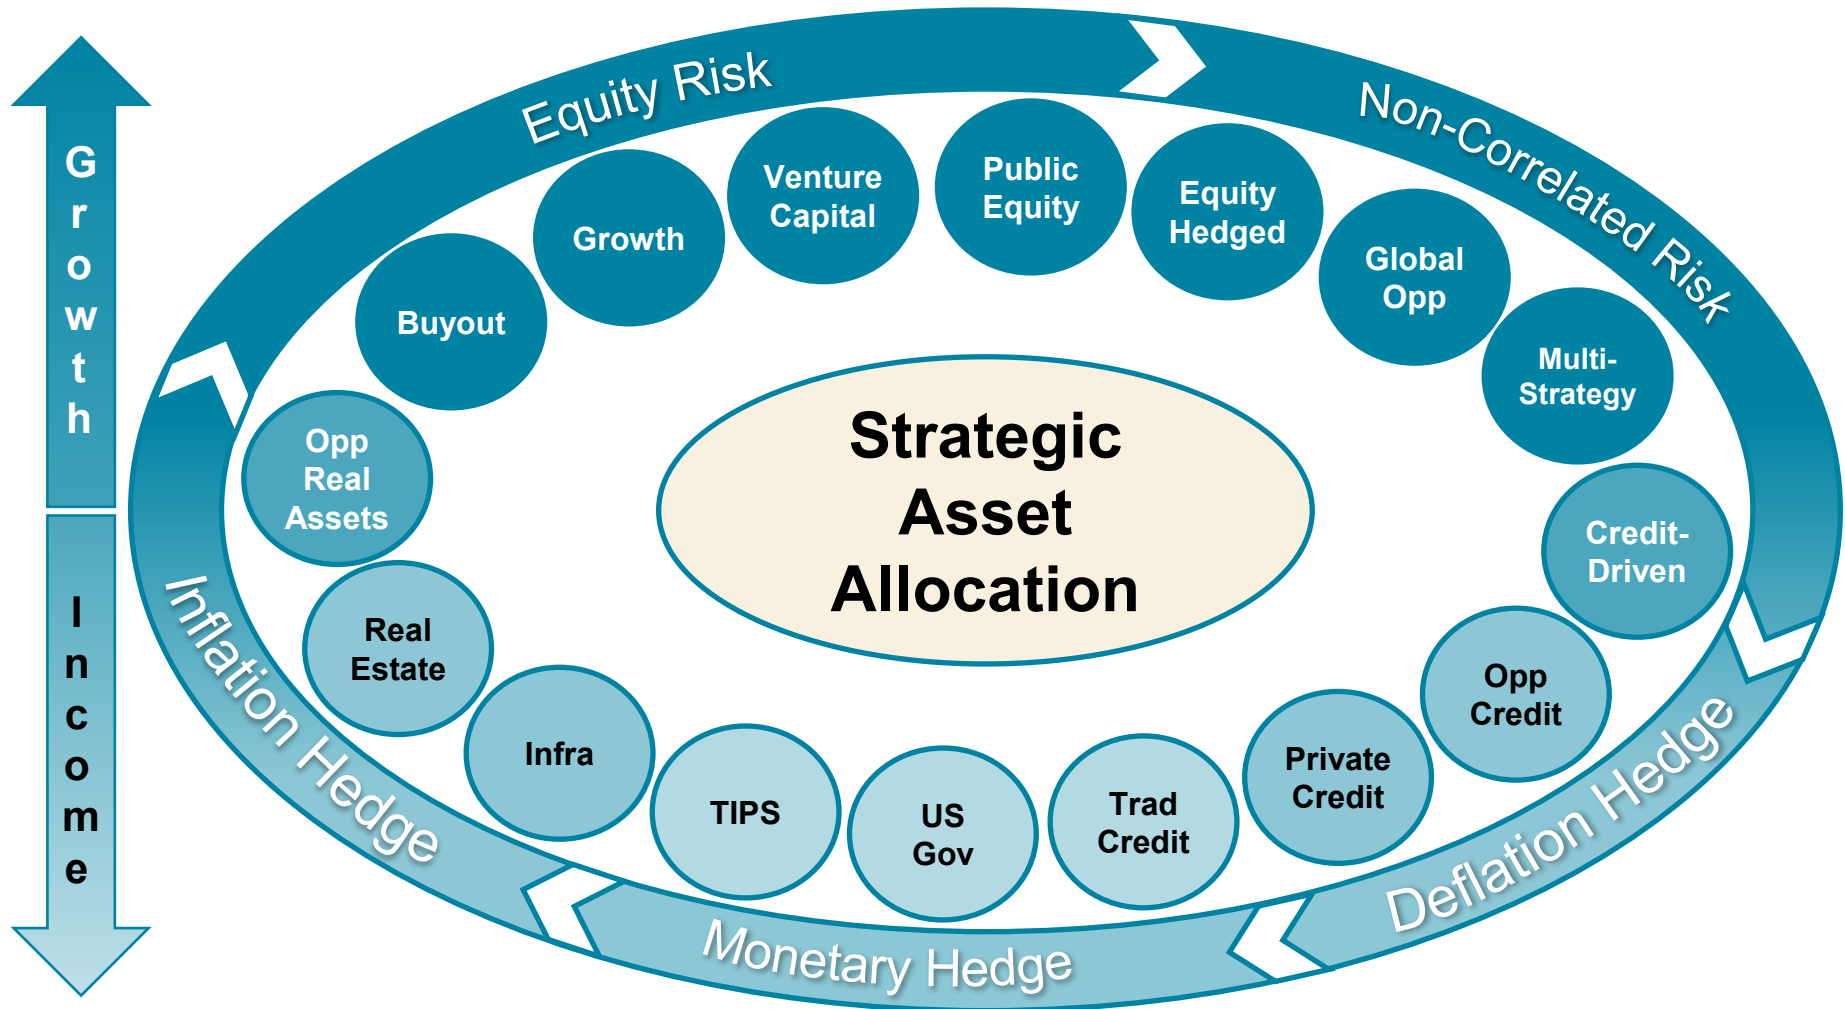 Growth
Income
Equity Risk
Non-Correlated Risk
Deflation Hedge
Monetary Hedge
Inflation Hedge
Strategic
Asset
Allocation
Buyout
Growth
Venture
Capital
Public
Equity
Equity
Hedged
Global
Opp
Multi-
Strategy
Credit-
Driven
Opp
Credit
Private
Credit
Trad
Credit
US
Gov
TIPS
Infra
Real
Estate
Opp
Real
Assets